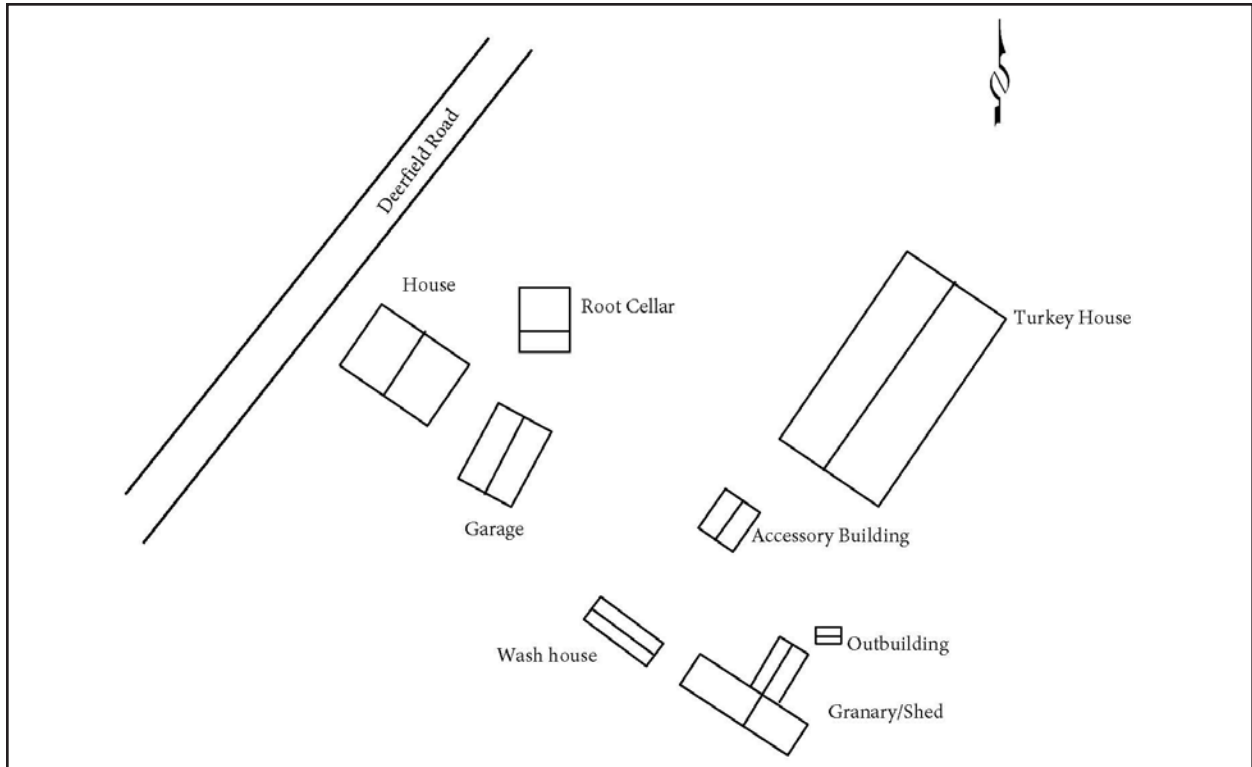 Deerfield Road
House
Root Cellar
Turkey House
Garage
Accessory Building
Wash house
Outbuilding
Granary/Shed